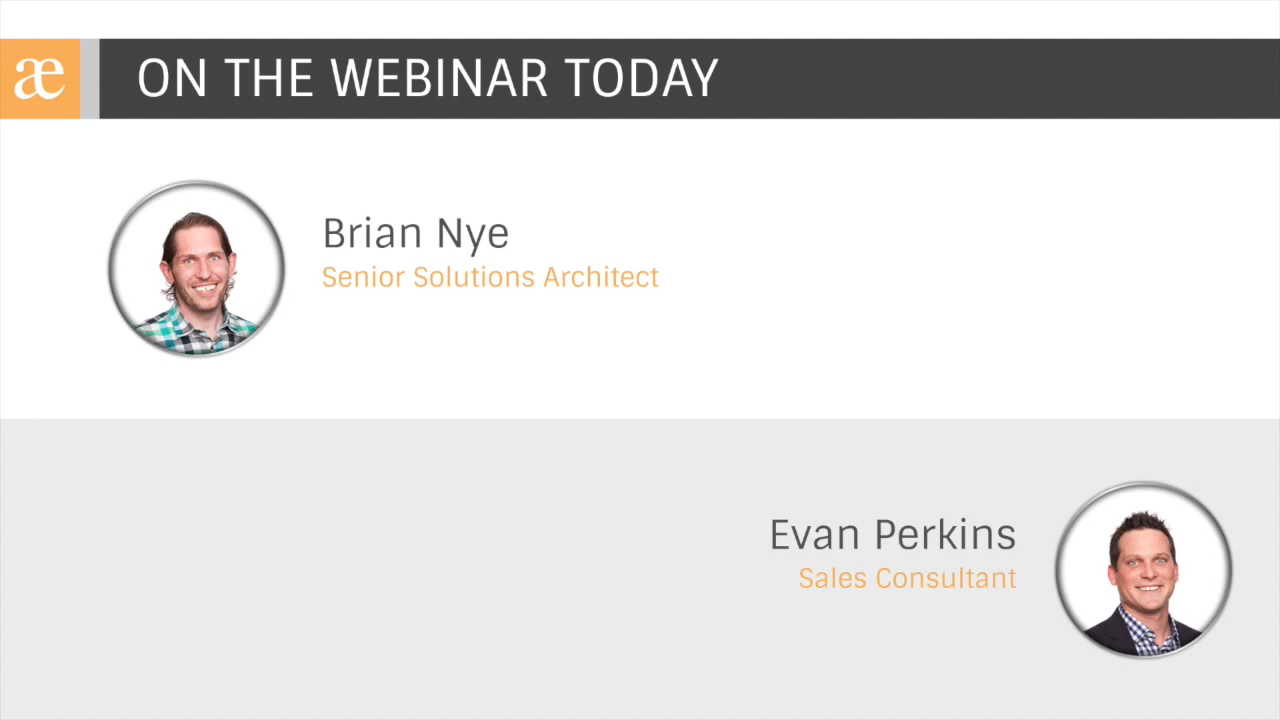 æ ON THE WEBINAR TODAY
Brian Nye
Senior Solutions Architect
Evan Perkins
Sales Consultant